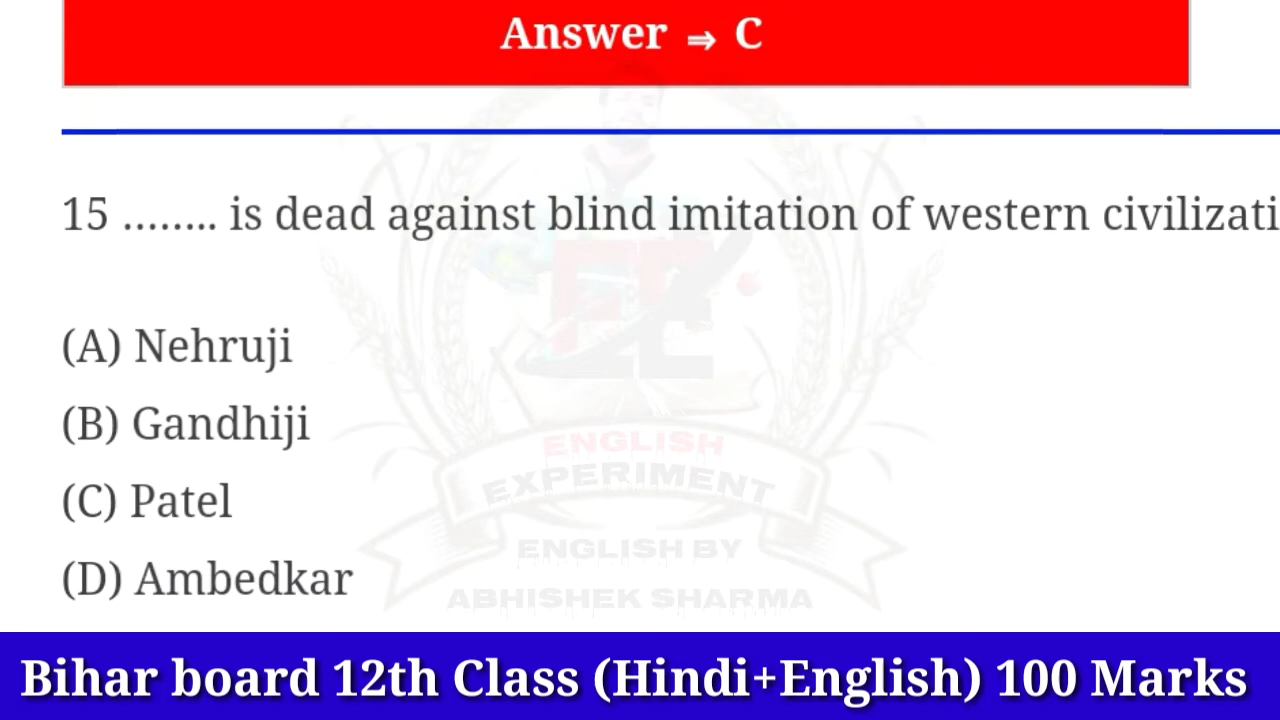 Answer ⇒ C
15 ........ is dead against blind imitation of western civilizati
(A) Nehruji
(B) Gandhiji
(C) Patel
(D) Ambedkar
ENGLISH
EXPERIMENT
ENGLISH BY
ABHISHEK SHARMA
Bihar board 12th Class (Hindi+English) 100 Marks